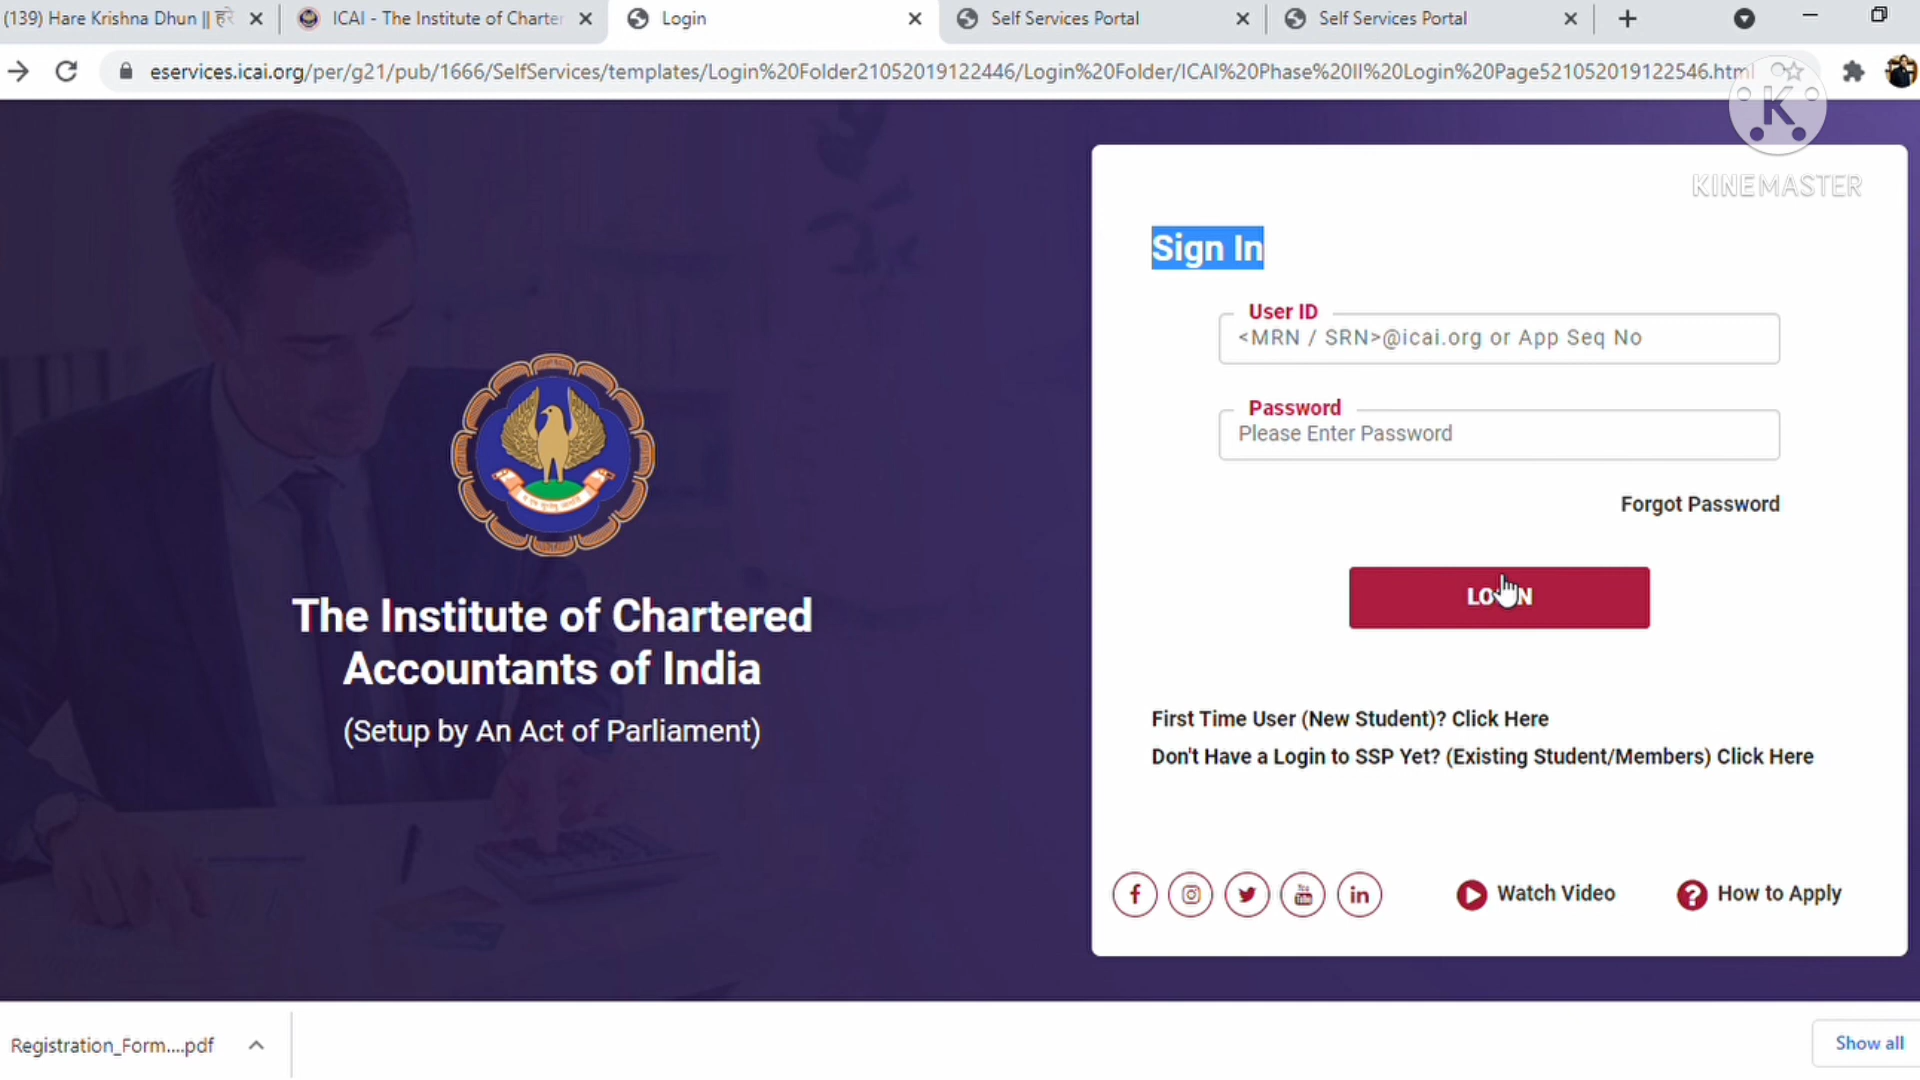 (139) Hare Krishna Dhun || हरे
ICAI - The Institute of Charter
Login
Self Services Portal
Self Services Portal
eservices.icai.org/per/g21/pub/1666/SelfServices/templates/Login%20Folder21052019122446/Login%20Folder/ICAI%20Phase%20II%20Login%20Page521052019122546.html
K
KINEMASTER
Sign In
User ID
<MRN / SRN>@icai.org or App Seq No
Password
Please Enter Password
Forgot Password
LOGIN
The Institute of Chartered
Accountants of India
(Setup by An Act of Parliament)
First Time User (New Student)? Click Here
Don't Have a Login to SSP Yet? (Existing Student/Members) Click Here
Watch Video
How to Apply
Registration_Form....pdf
Show all